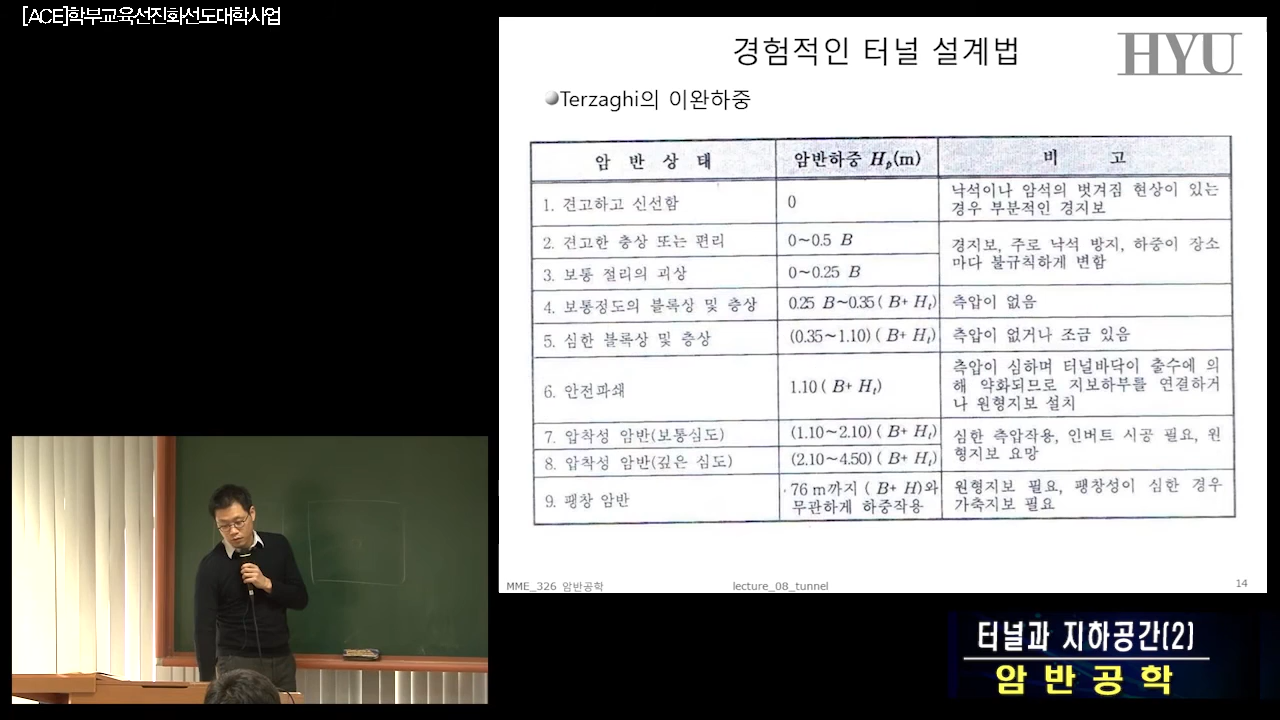 [ACE]학부교육선진화선도대학사업
경험적인 터널 설계법
HYU
Terzaghi의 이완하중
암 반 상 태
암반하중 Hp(m)
비 고
1. 견고하고 신선함
0
낙석이나 암석의 벗겨짐 현상이 있는
경우 부분적인 경지보
2. 견고한 층상 또는 편리
0~0.5 B
경지보, 주로 낙석 방지, 하중이 장소
마다 불규칙하게 변함
3. 보통 절리의 괴상
0~0.25 B
4. 보통정도의 블록상 및 층상
0.25 B~0.35( B+ Ht)
측압이 없음
5. 심한 블록상 및 층상
(0.35~1.10)( B+ Ht)
측압이 없거나 조금 있음
6. 안전파쇄
1.10( B+ Ht)
측압이 심하며 터널바닥이 출수에 의
해 약화되므로 지보하부를 연결하거
나 원형지보 설치
7. 압착성 암반(보통심도)
(1.10~2.10)( B+ Ht)
심한 측압작용, 인버트 시공 필요, 원
형지보 요망
8. 압착성 암반(깊은 심도)
(2.10~4.50)( B+ Ht)
9. 팽창 암반
76 m까지 ( B+ H)와
무관하게 하중작용
원형지보 필요, 팽창성이 심한 경우
가축지보 필요
MME_326 암반공학
lecture_08_tunnel
14
터널과 지하공간(2)
암반공학